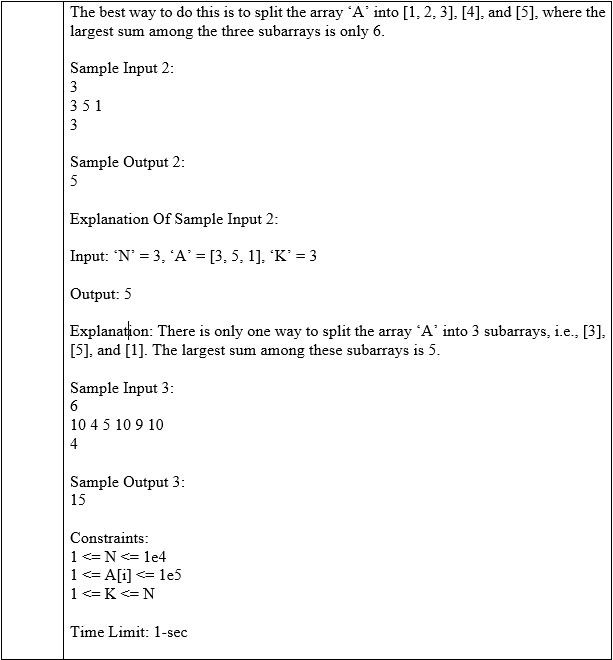 The best way to do this is to split the array ‘A’ into [1, 2, 3], [4], and [5], where the
largest sum among the three subarrays is only 6.
Sample Input 2:
3
3 5 1
3
Sample Output 2:
5
Explanation Of Sample Input 2:
Input: ‘N’ = 3, ‘A’ = [3, 5, 1], ‘K’ = 3
Output: 5
Explanation: There is only one way to split the array ‘A’ into 3 subarrays, i.e., [3],
[5], and [1]. The largest sum among these subarrays is 5.
Sample Input 3:
6
10 4 5 10 9 10
4
Sample Output 3:
15
Constraints:
1 <= N <= 1e4
1 <= A[i] <= 1e5
1 <= K <= N
Time Limit: 1-sec